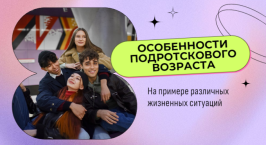 ОСОБЕННОСТИ
ПОДРОТСКОВОГО
ВОЗРАСТА
На примере различных
жизненных ситуаций